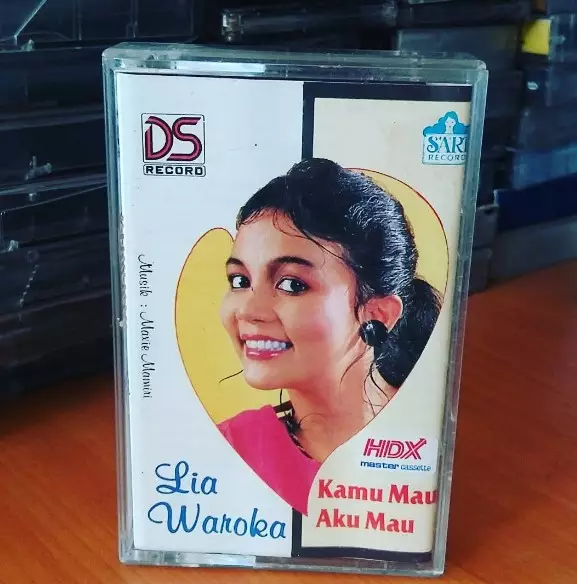 DS
RECORD
SARI
RECORD
Musik : Maxie Mamiri
HDX
master cassette
Lia
Waroka
Kamu Mau
Aku Mau